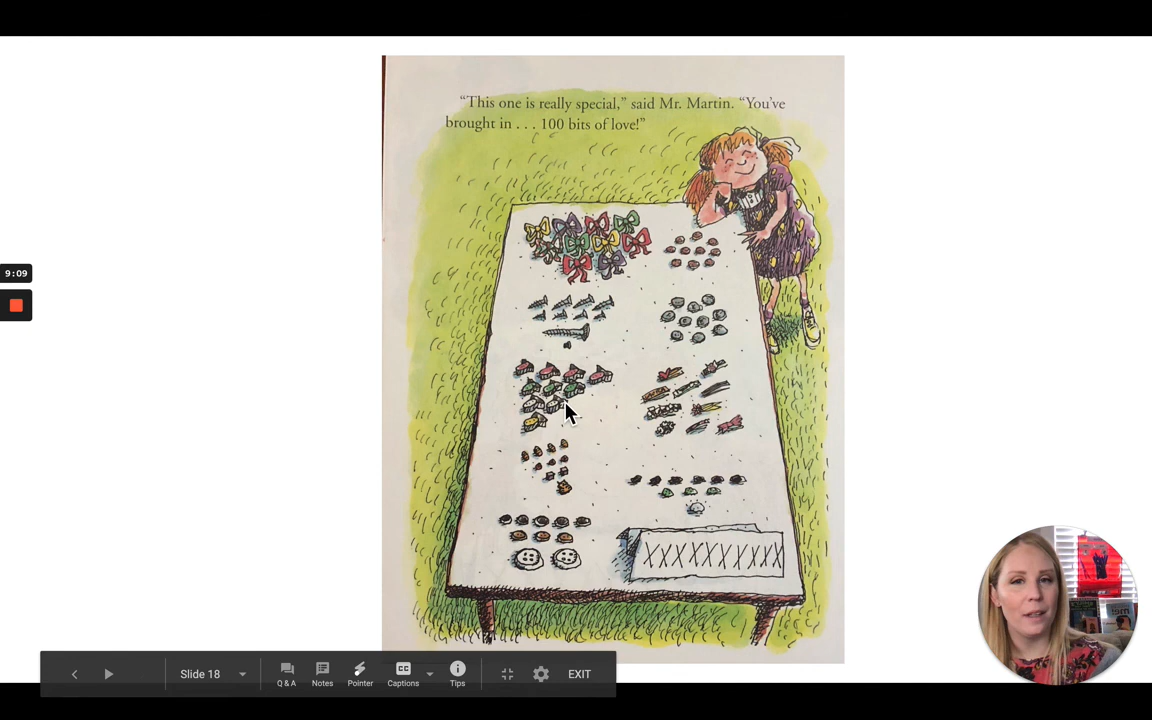 “This one is really special,” said Mr. Martin. “You’ve
brought in . . . 100 bits of love!”
XXXXXXXXXX
9:09
Slide 18
Q & A
Notes
Pointer
CC
Captions
Tips
EXIT